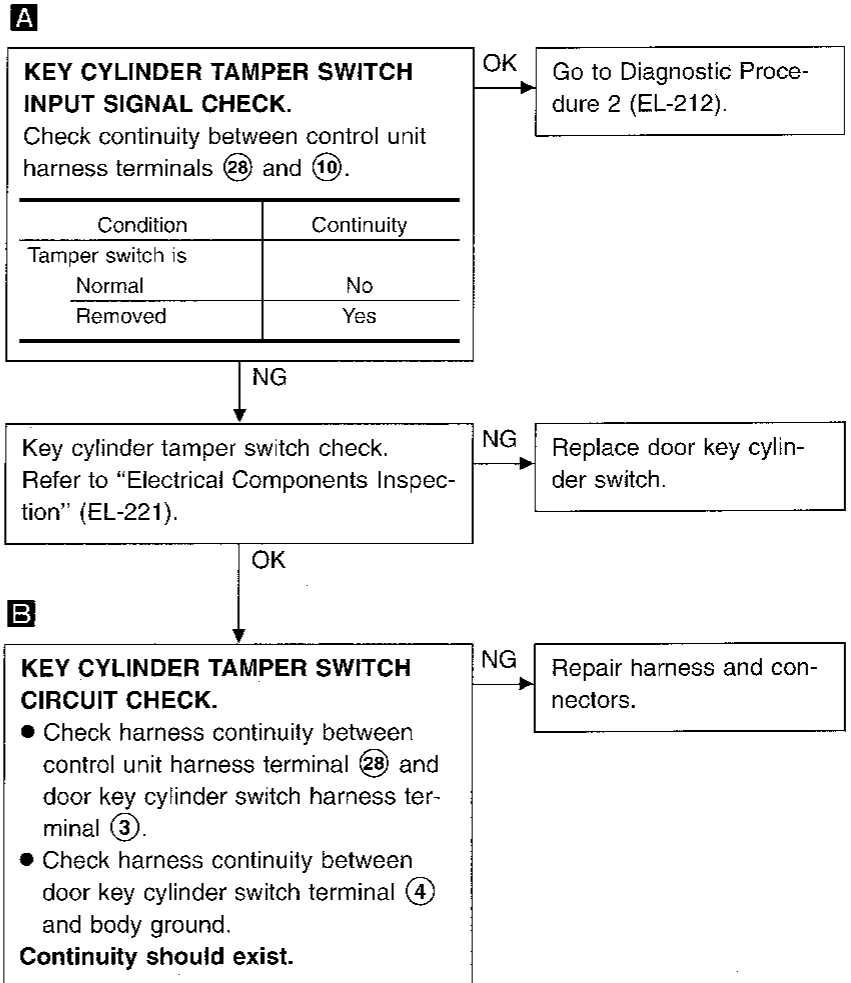 A
KEY CYLINDER TAMPER SWITCH
INPUT SIGNAL CHECK.
Check continuity between control unit
harness terminals 28 and 10.
Condition Continuity
Tamper switch is
Normal No
Removed Yes
OK
Go to Diagnostic Proce-
dure 2 (EL-212).
NG
Key cylinder tamper switch check.
Refer to “Electrical Components Inspec-
tion” (EL-221).
NG
Replace door key cylin-
der switch.
OK
B
KEY CYLINDER TAMPER SWITCH
CIRCUIT CHECK.
● Check harness continuity between
control unit harness terminal 28 and
door key cylinder switch harness ter-
minal 3.
● Check harness continuity between
door key cylinder switch terminal 4
and body ground.
Continuity should exist.
NG
Repair harness and con-
nectors.